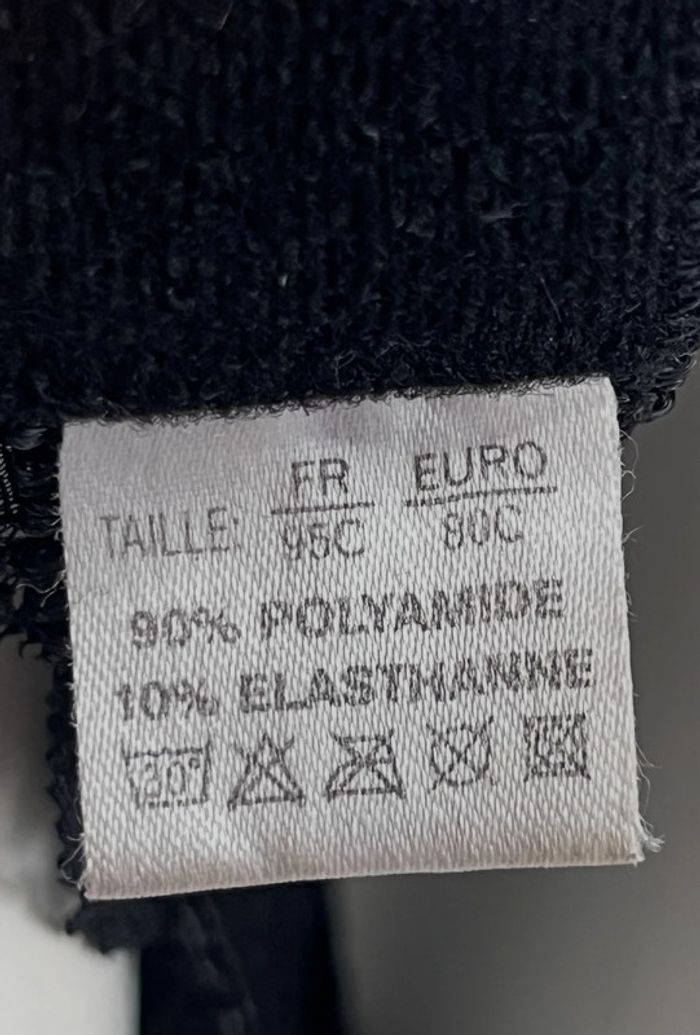 FR EURO
TAILLE: 95C 80C
90% POLYAMIDE
10% ELASTHANNE
30°